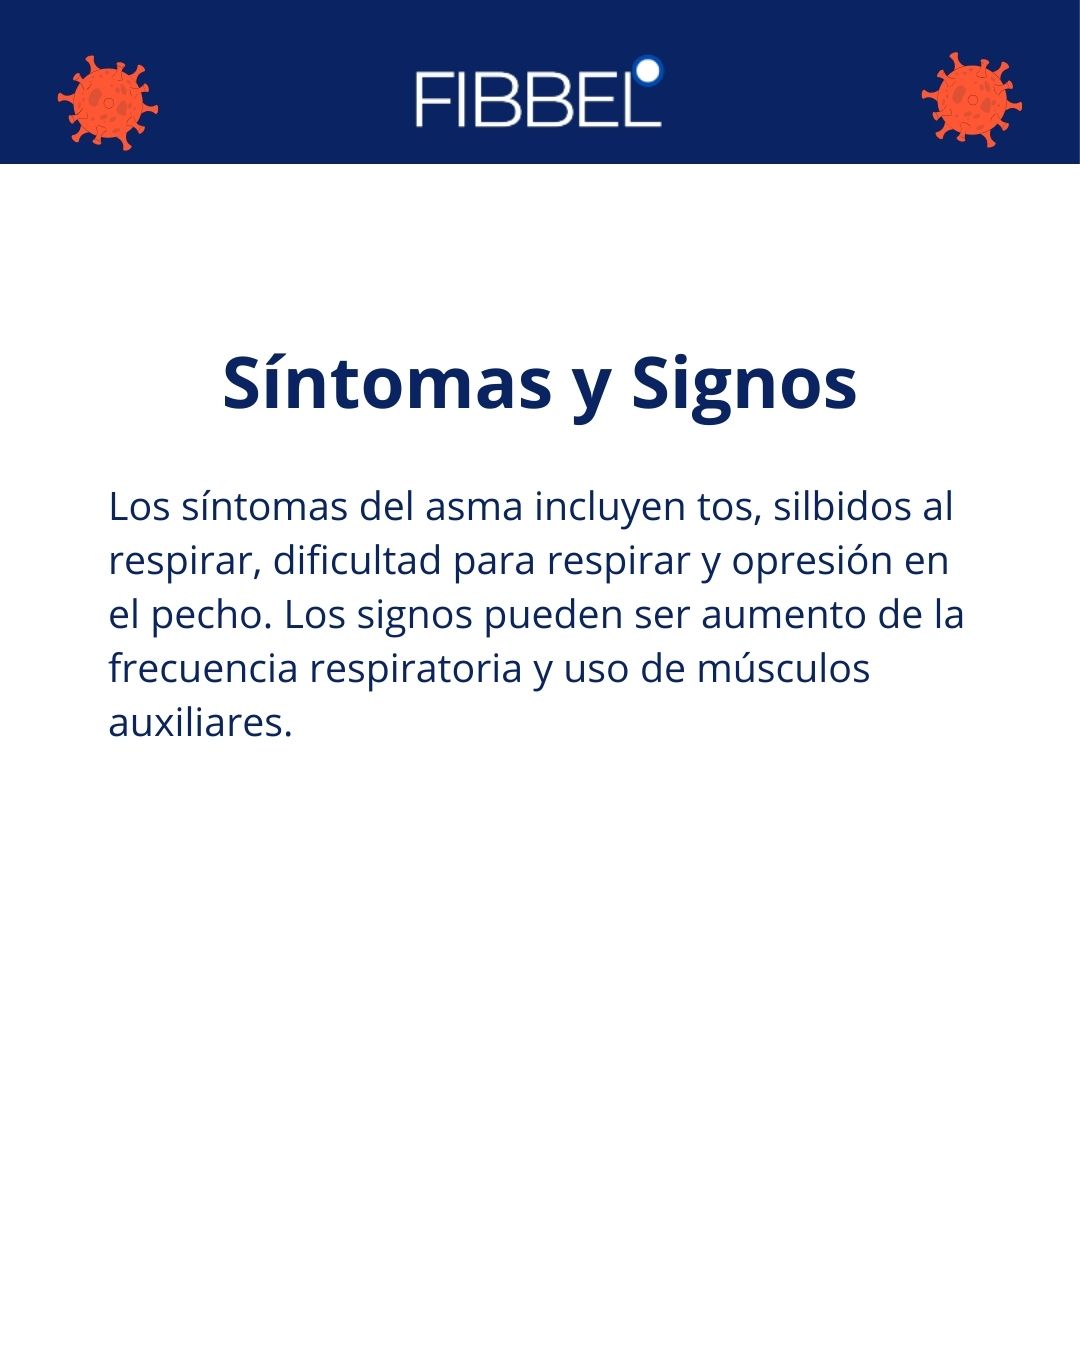 FIBBEL
Síntomas y Signos
Los síntomas del asma incluyen tos, silbidos al
respirar, dificultad para respirar y opresión en
el pecho. Los signos pueden ser aumento de la
frecuencia respiratoria y uso de músculos
auxiliares.